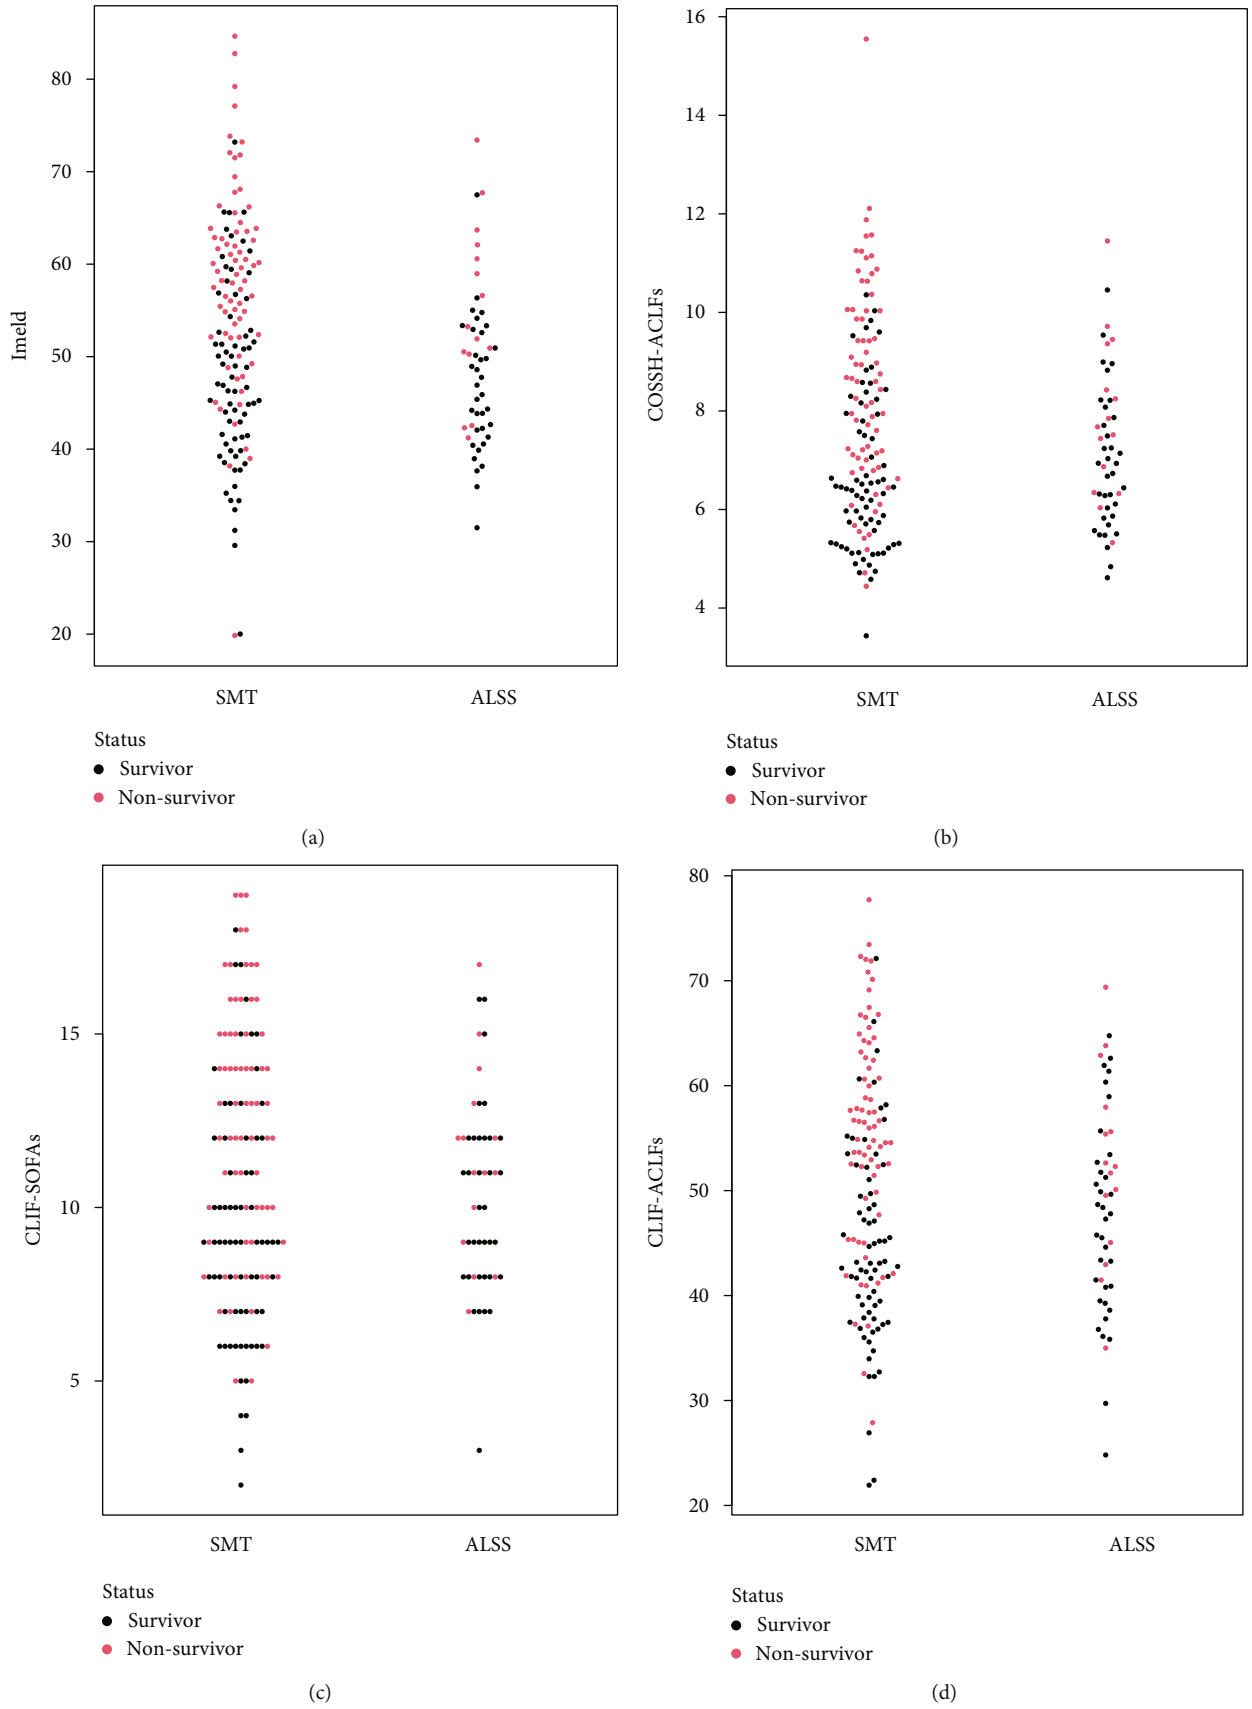 Imeld
80
70
60
50
40
30
20
SMT ALSS
Status
Survivor
Non-survivor
(a)
COSSH-ACLFs
16
14
12
10
8
6
4
SMT ALSS
Status
Survivor
Non-survivor
(b)
CLIF-SOFAs
15
10
5
SMT ALSS
Status
Survivor
Non-survivor
(c)
CLIF-ACLFs
80
70
60
50
40
30
20
SMT ALSS
Status
Survivor
Non-survivor
(d)